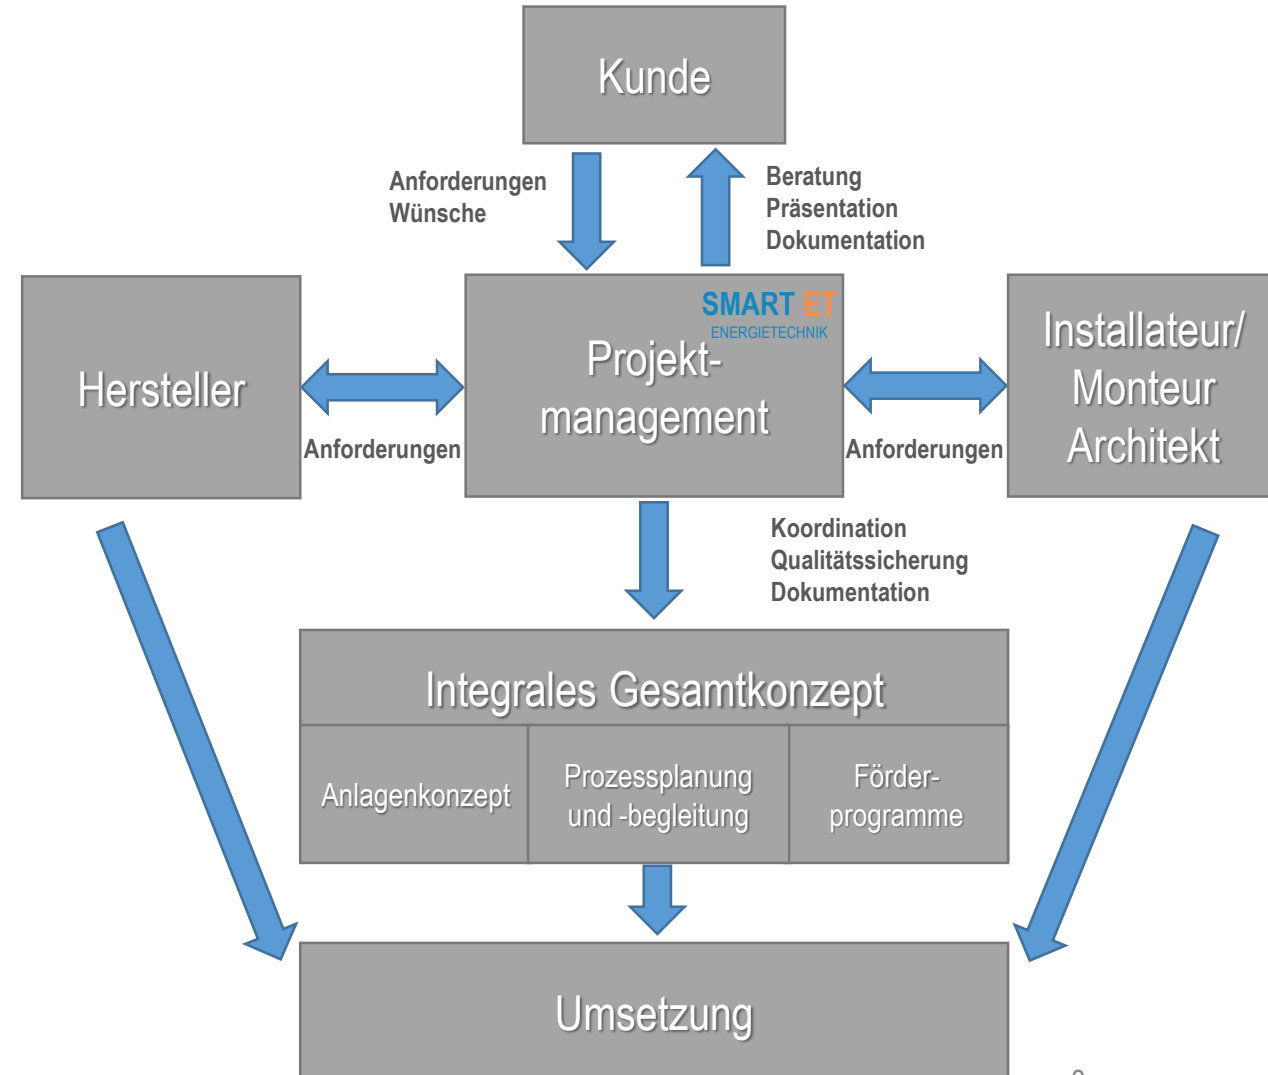 Kunde
Anforderungen
Wünsche
Beratung
Präsentation
Dokumentation
Hersteller
SMART ET
ENERGIETECHNIK
Projekt-
management
Installateur/
Monteur
Architekt
Anforderungen
Anforderungen
Koordination
Qualitätssicherung
Dokumentation
Integrales Gesamtkonzept
Anlagenkonzept
Prozessplanung
und -begleitung
Förder-
programme
Umsetzung